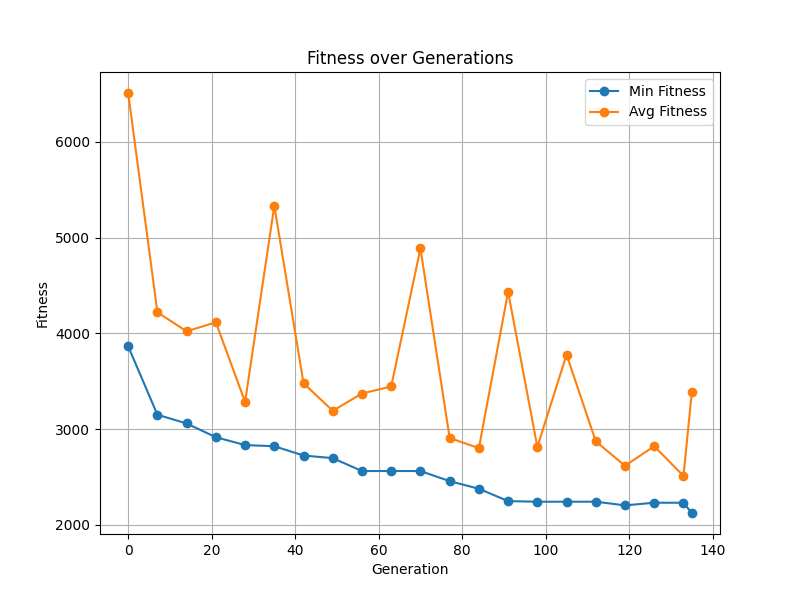 Fitness over Generations
Min Fitness
Avg Fitness
6000
5000
4000
3000
2000
Fitness
0 20 40 60 80 100 120 140
Generation